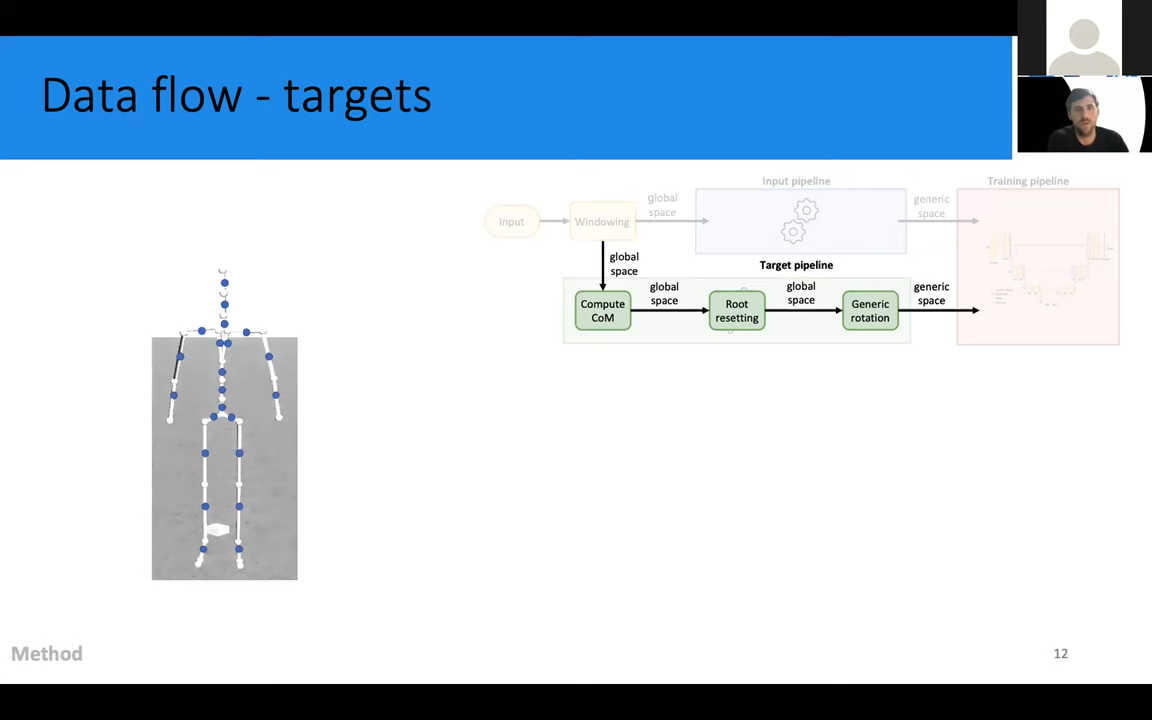 Data flow - targets
Input pipeline
Training pipeline
global
space
generic
space
Input
Windowing
global
space
Target pipeline
global
space
global
space
generic
space
Compute
CoM
Root
resetting
Generic
rotation
Method
12